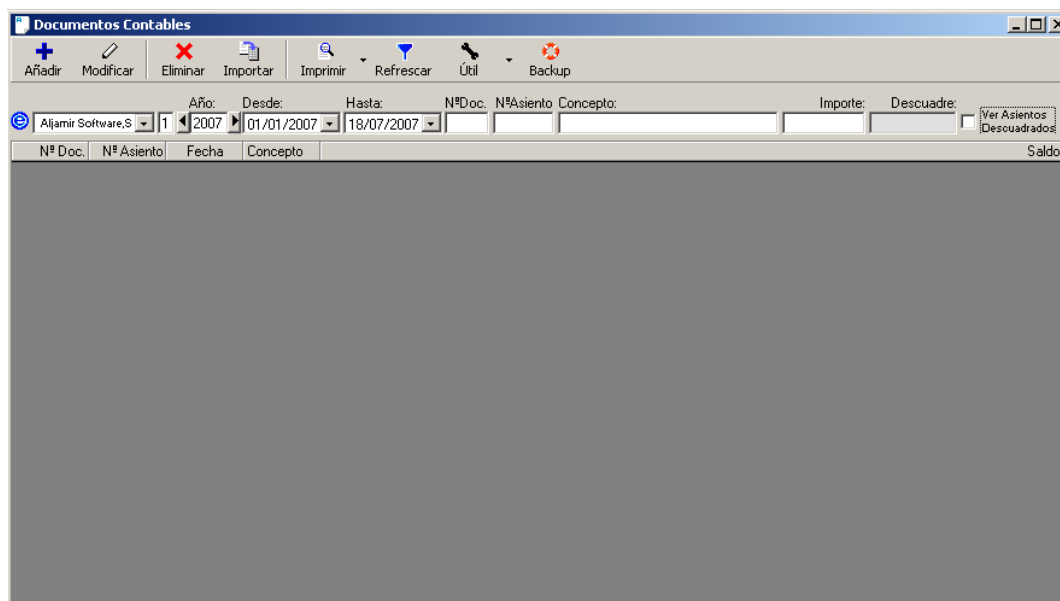 Documentos Contables
Añadir Modificar Eliminar Importar Imprimir Refrescar Útil Backup
Año: Desde: Hasta: NºDoc. NºAsiento Concepto: Importe: Descuadre:
Aljamir Software,S 1 2007 01/01/2007 18/07/2007 Ver Asientos
Descuadrados
Nº Doc. Nº Asiento Fecha Concepto Saldo